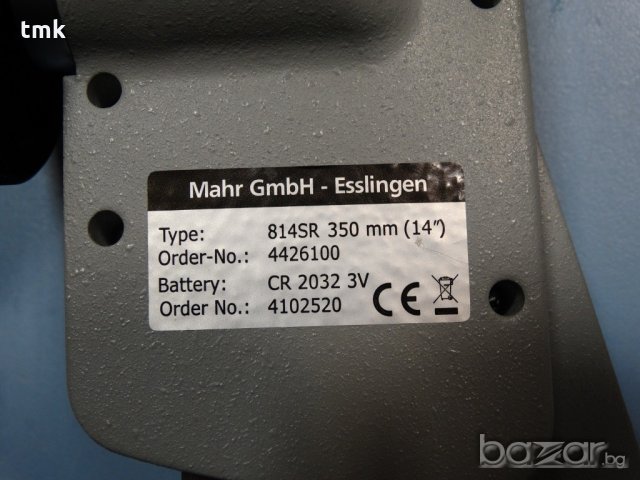 tmk
Mahr GmbH - Esslingen
Type: 814SR 350 mm (14")
Order-No.: 4426100
Battery: CR 2032 3V
Order No.: 4102520
CE
bazar.bg